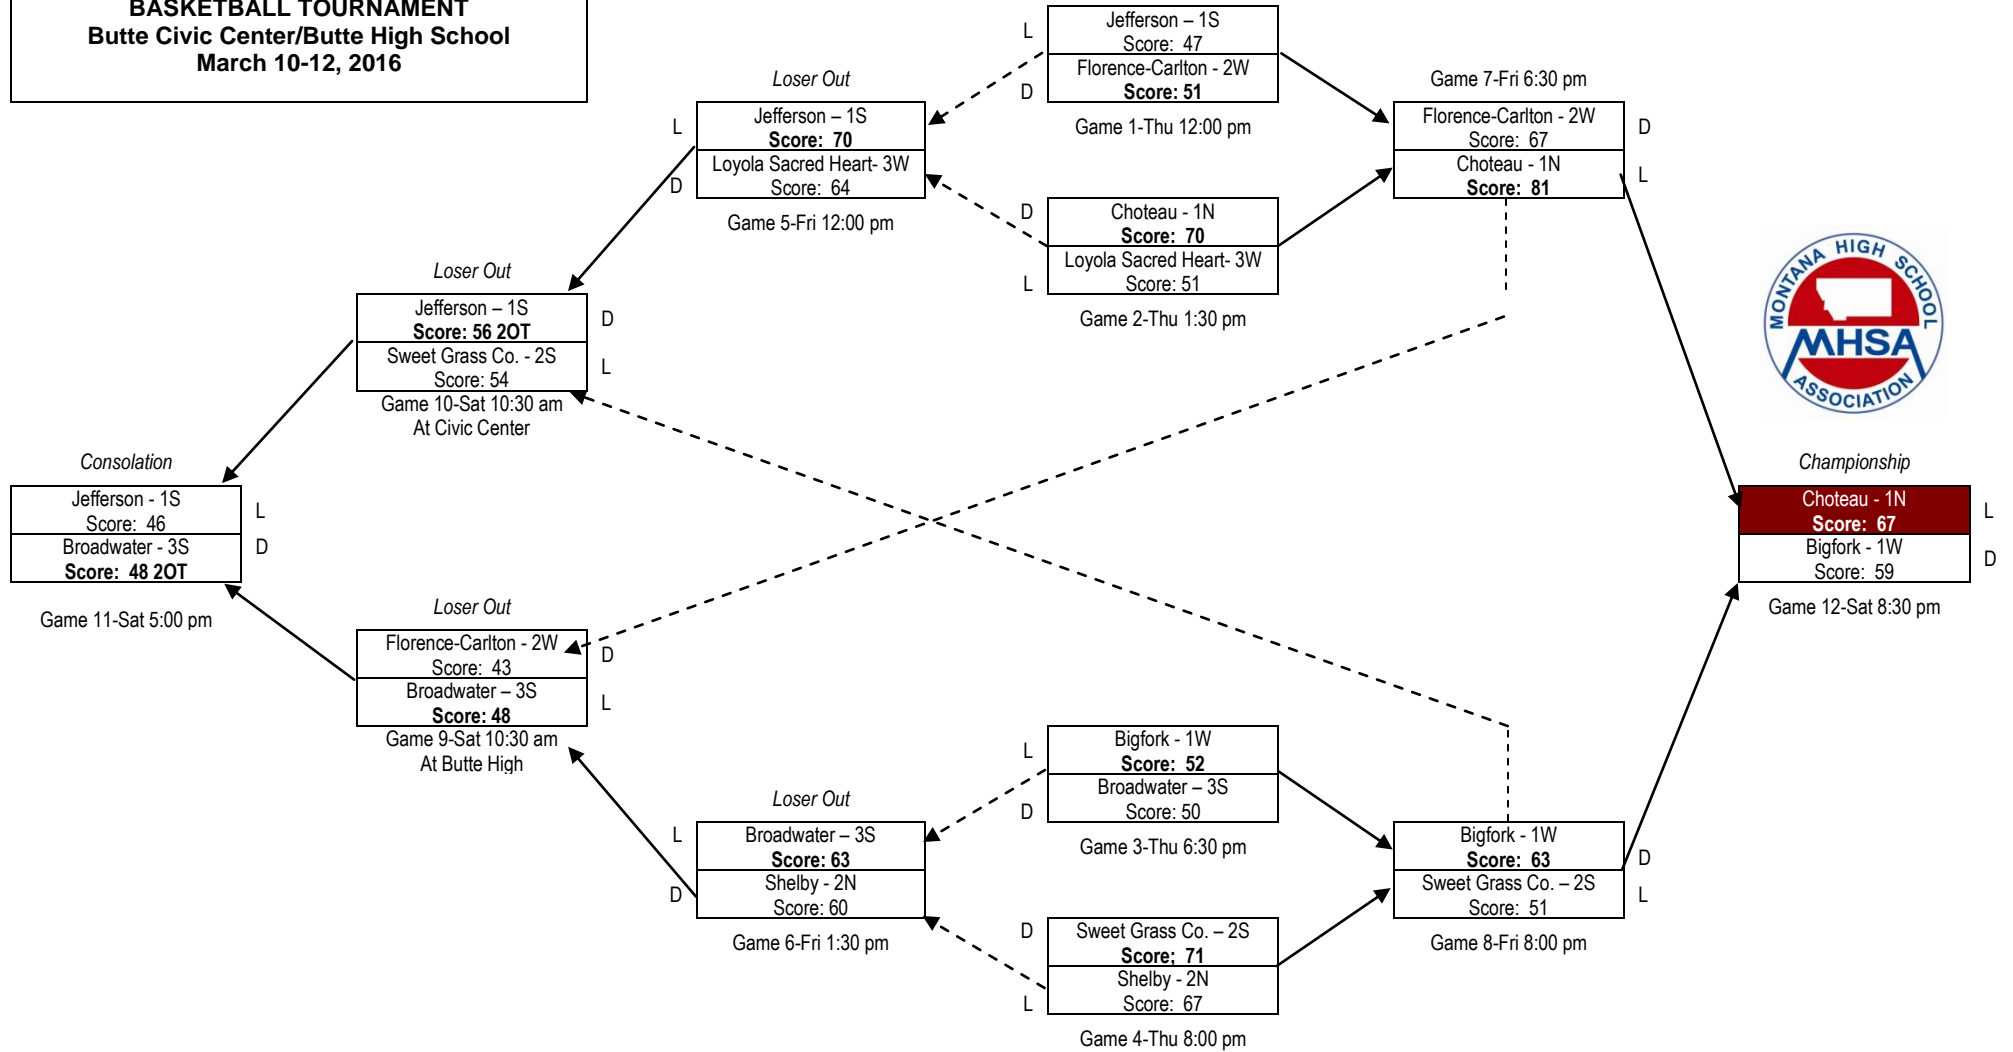 BASKETBALL TOURNAMENT
Butte Civic Center/Butte High School
March 10-12, 2016
Jefferson – 1S
L
Score: 47
Florence-Carlton - 2W
D
Score: 51
Game 1-Thu 12:00 pm
Loser Out
L
Jefferson – 1S
Score: 70
Loyola Sacred Heart- 3W
D
Score: 64
Game 5-Fri 12:00 pm
Game 7-Fri 6:30 pm
Florence-Carlton - 2W
D
Score: 67
Choteau - 1N
L
Score: 81
D
Choteau - 1N
Score: 70
Loyola Sacred Heart- 3W
L
Score: 51
Game 2-Thu 1:30 pm
MONTANA HIGH SCHOOL
MHSA
ASSOCIATION
Loser Out
Jefferson – 1S
D
Score: 56 2OT
Sweet Grass Co. - 2S
L
Score: 54
Game 10-Sat 10:30 am
At Civic Center
Consolation
Jefferson - 1S
L
Score: 46
Broadwater - 3S
D
Score: 48 2OT
Game 11-Sat 5:00 pm
Championship
Choteau - 1N
L
Score: 67
Bigfork - 1W
D
Score: 59
Game 12-Sat 8:30 pm
Loser Out
Florence-Carlton - 2W
D
Score: 43
Broadwater – 3S
L
Score: 48
Game 9-Sat 10:30 am
At Butte High
L
Bigfork - 1W
Score: 52
Broadwater – 3S
D
Score: 50
Game 3-Thu 6:30 pm
Loser Out
L
Broadwater – 3S
Score: 63
Shelby - 2N
D
Score: 60
Game 6-Fri 1:30 pm
Bigfork - 1W
D
Score: 63
Sweet Grass Co. – 2S
L
Score: 51
Game 8-Fri 8:00 pm
D
Sweet Grass Co. – 2S
Score; 71
Shelby - 2N
L
Score: 67
Game 4-Thu 8:00 pm